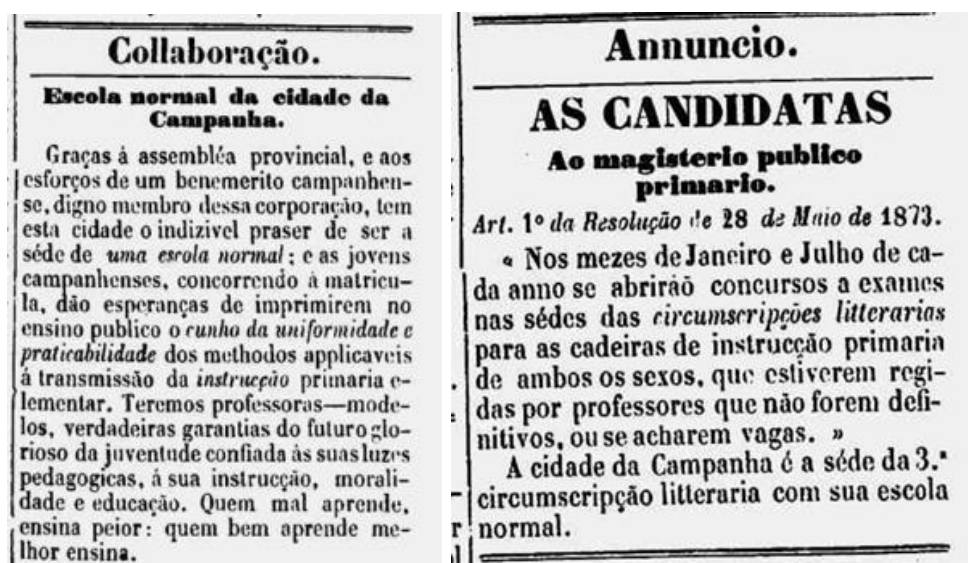 Collaboração.
Escola normal da cidade da
Campanha.
Graças á assembléa provincial, e aos
esforços de um benemerito campanhen-
se, digno membro dessa corporação, tem
esta cidade o indizivel praser de ser a
séde de uma escola normal; e as jovens
campanhenses, concorrendo á matricu-
la, dão esperanças de imprimirem no
ensino publico o cunho da uniformidade e
praticabilidade dos methodos applicaveis
á transmissão da instrucção primaria e-
lementar. Teremos professoras—mode-
los, verdadeiras garantias do futuro glo-
rioso da juventude confiada ás suas luzes
pedagogicas, á sua instrucção, morali-
dade e educação. Quem mal aprende,
ensina peior: quem bem aprende me-
lhor ensina.
Annuncio.
AS CANDIDATAS
Ao magisterio publico
primario.
Art. 1º da Resolução de 28 de Maio de 1873.
« Nos mezes de Janeiro e Julho de ca-
da anno se abrirão concursos a exames
nas sédes das circumscripções litterarias
para as cadeiras de instrucção primaria
de ambos os sexos, que estiverem regi-
das por professores que não forem defi-
nitivos, ou se acharem vagas. »
A cidade da Campanha é a séde da 3.ª
circumscripção litteraria com sua escola
normal.